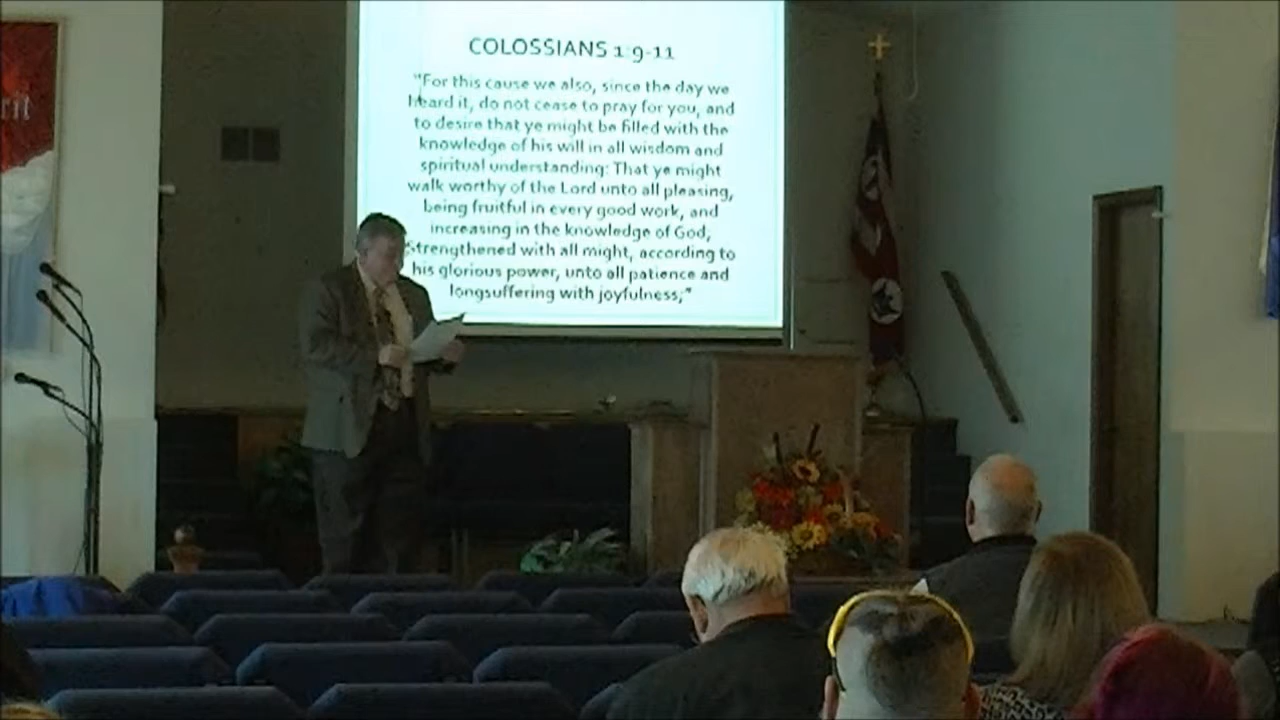 rit
COLOSSIANS 1:9-11
"For this cause we also, since the day we
heard it, do not cease to pray for you, and
to desire that ye might be filled with the
knowledge of his will in all wisdom and
spiritual understanding: That ye might
walk worthy of the Lord unto all pleasing,
being fruitful in every good work, and
increasing in the knowledge of God;
Strengthened with all might, according to
his glorious power, unto all patience and
longsuffering with joyfulness;"